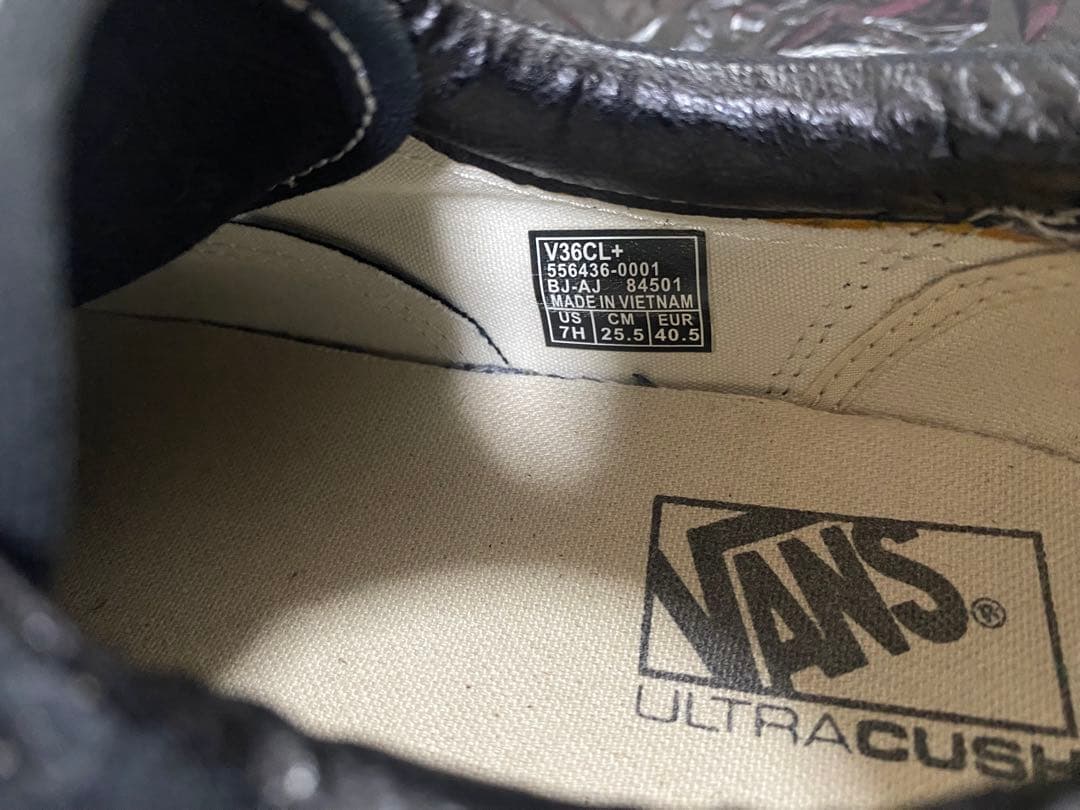 V36CL+
556436-0001
BJ-AJ 84501
MADE IN VIETNAM
US CM EUR
7H 25.5 40.5
VANS®
ULTRACUSH